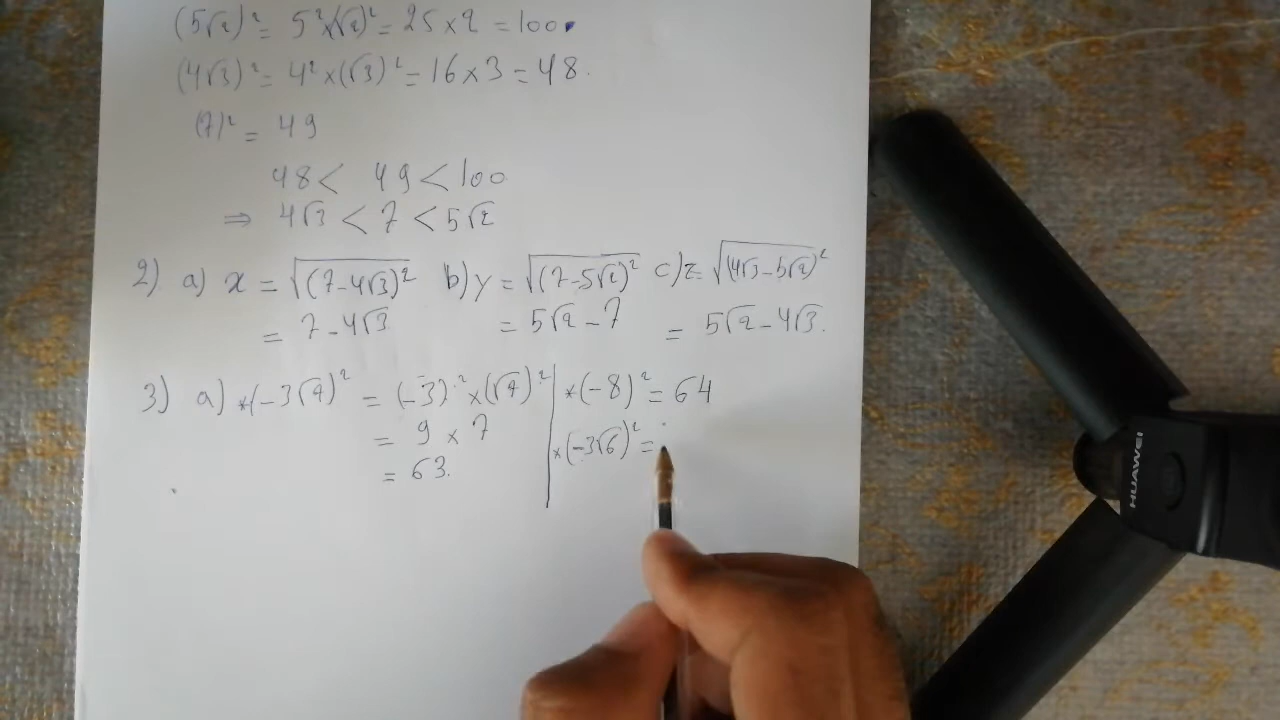 (5√2)² = 5²×(√2)² = 25 × 2 = 100.
(4√3)² = 4² × (√3)² = 16 × 3 = 48.
(7)² = 49
48 < 49 < 100
⇒ 4√3 < 7 < 5√2
2) a) x = √(7-4√3)² b) y = √(7-5√2)² c) z = √(4√3-5√2)²
= 7-4√3 = 5√2-7 = 5√2-4√3.
3) a) *(-3√7)² = (-3)² × (√7)² | *(-8)² = 64
= 9 × 7 *(-3√6)² =
= 63.
HUAWEI